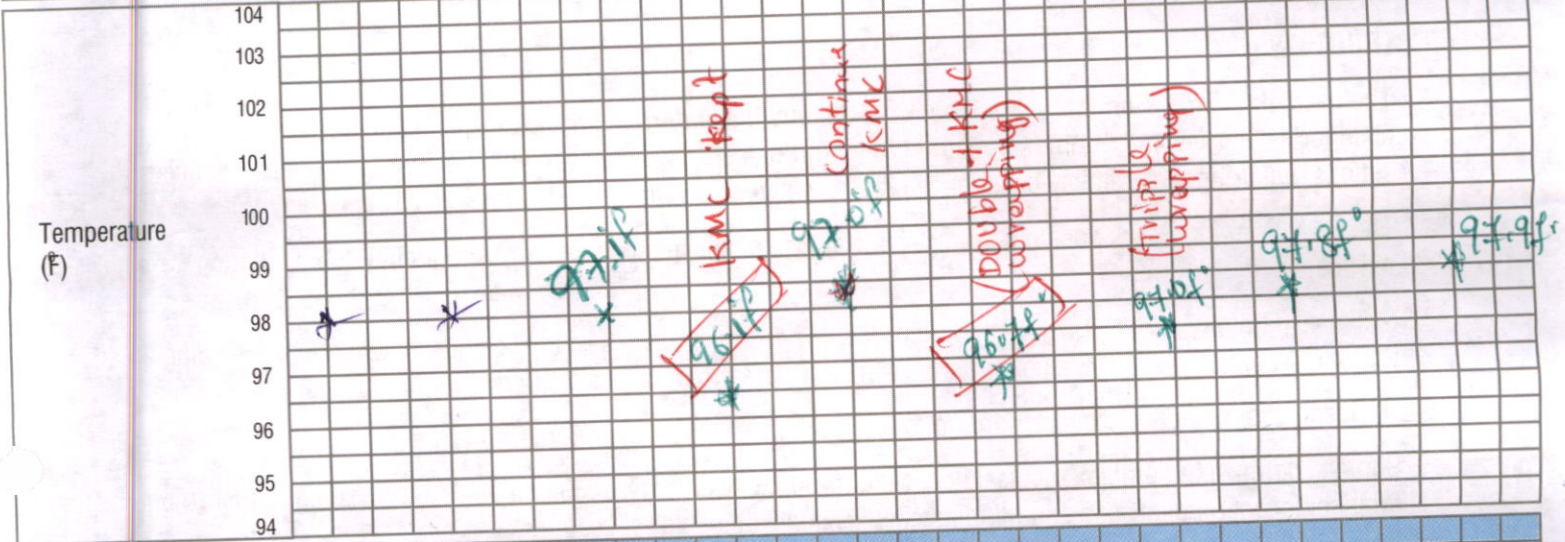 104
103
102
101
100
99
98
97
96
95
94
Temperature
(F)
97.1f
KMC kept
96.1f
continue
KMC
97.0f
+ KMC
(Double
wrapping)
96.7f°
(Triple
wrapping)
97.0f°
97.8f°
97.9f.